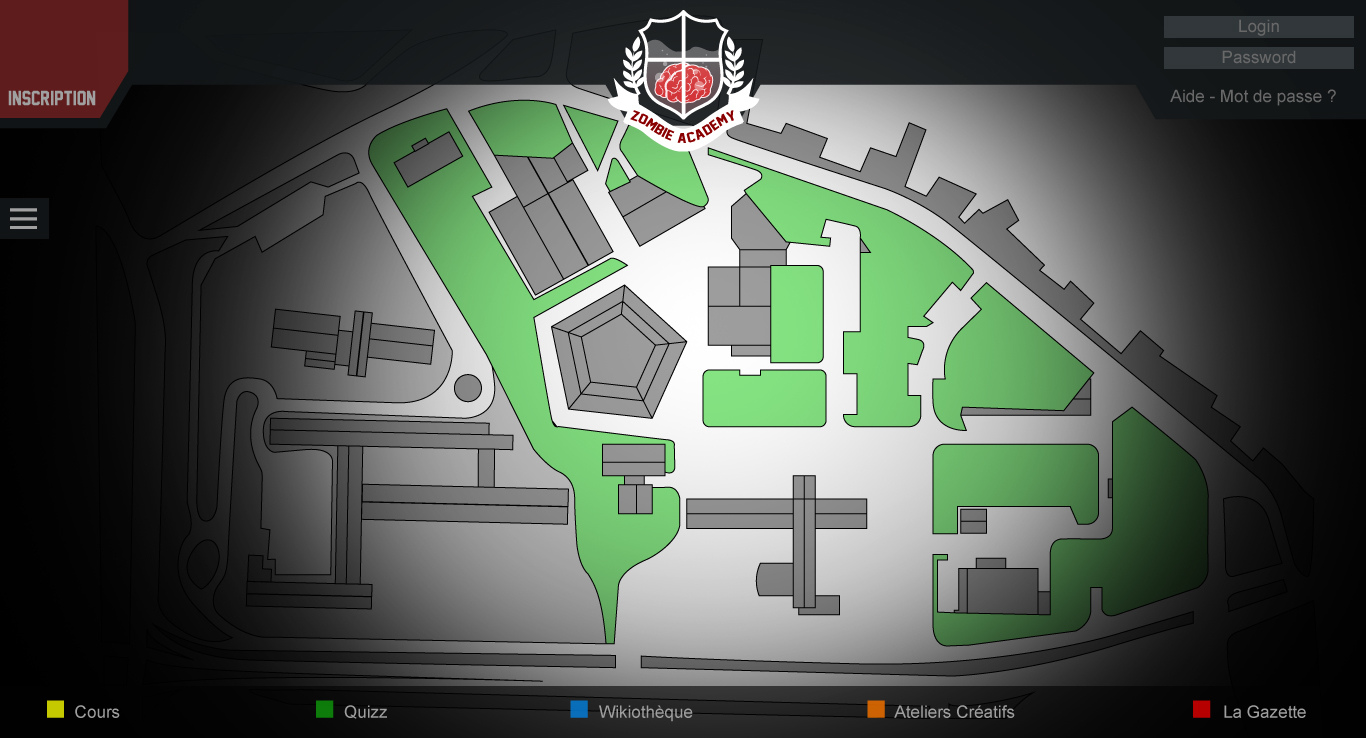 Login
Password
INSCRIPTION
Aide - Mot de passe ?
ZOMBIE ACADEMY
Cours
Quizz
Wikiothèque
Ateliers Créatifs
La Gazette